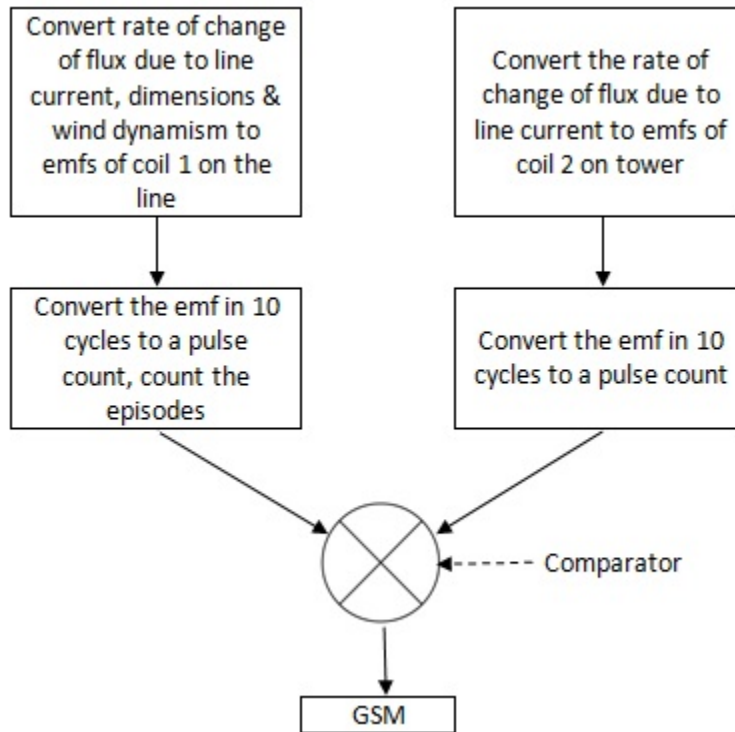 Convert rate of change
of flux due to line
current, dimensions &
wind dynamism to
emfs of coil 1 on the
line
Convert the rate of
change of flux due to
line current to emfs of
coil 2 on tower
Convert the emf in 10
cycles to a pulse
count, count the
episodes
Convert the emf in 10
cycles to a pulse count
Comparator
GSM